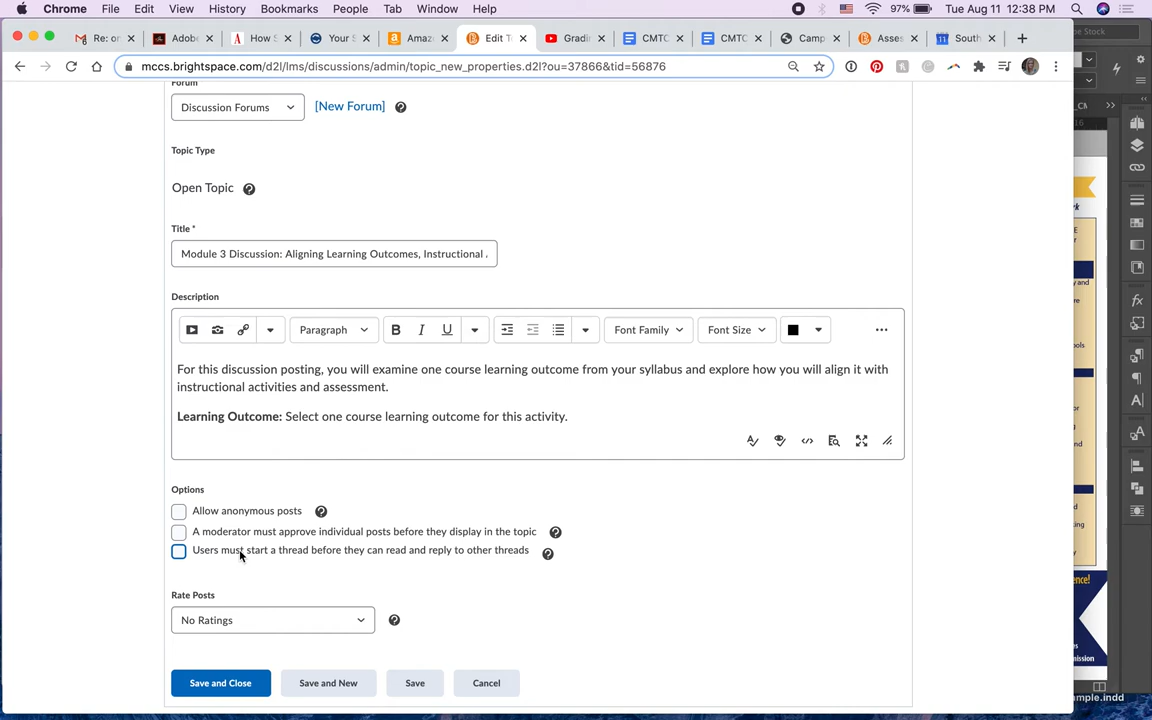 Chrome File Edit View History Bookmarks People Tab Window Help 97% Tue Aug 11 12:38 PM
Re: on Adobe How S Your S Amaz Edit T Gradin CMTC CMTC Camp Asses South
mccs.brightspace.com/d2l/lms/discussions/admin/topic_new_properties.d2l?ou=37866&tid=56876
Forum
Discussion Forums [New Forum]
Topic Type
Open Topic
Title *
Module 3 Discussion: Aligning Learning Outcomes, Instructional
Description
Paragraph B I U Font Family Font Size
For this discussion posting, you will examine one course learning outcome from your syllabus and explore how you will align it with
instructional activities and assessment.
Learning Outcome: Select one course learning outcome for this activity.
Options
Allow anonymous posts
A moderator must approve individual posts before they display in the topic
Users must start a thread before they can read and reply to other threads
Rate Posts
No Ratings
Save and Close Save and New Save Cancel